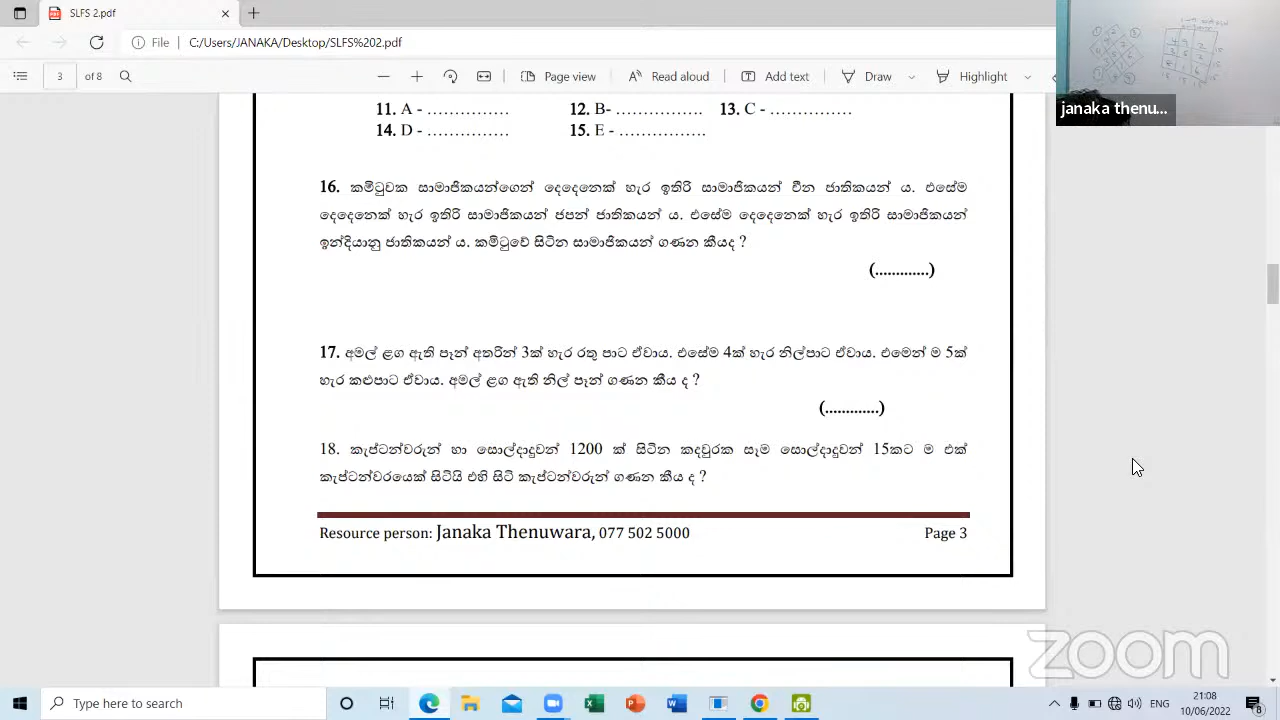 SLFS 2.pdf
File C:/Users/JANAKA/Desktop/SLFS%202.pdf
3 of 8 Page view Read aloud Add text Draw Highlight
janaka thenu...
11. A - …………… 12. B- ……………. 13. C - ……………
14. D - …………… 15. E - …………….
16. කමිටුවක සාමාජිකයන්ගෙන් දෙදෙනෙක් හැර ඉතිරි සාමාජිකයන් චීන ජාතිකයන් ය. එසේම
දෙදෙනෙක් හැර ඉතිරි සාමාජිකයන් ජපන් ජාතිකයන් ය. එසේම දෙදෙනෙක් හැර ඉතිරි සාමාජිකයන්
ඉන්දියානු ජාතිකයන් ය. කමිටුවේ සිටින සාමාජිකයන් ගණන කීයද ?
(.............)
17. අමල් ළග ඇති පෑන් අතරින් 3ක් හැර රතු පාට ඒවාය. එසේම 4ක් හැර නිල්පාට ඒවාය. එමෙන් ම 5ක්
හැර කළුපාට ඒවාය. අමල් ළග ඇති නිල් පෑන් ගණන කීය ද ?
(.............)
18. කැප්ටන්වරුන් හා සොල්දාදුවන් 1200 ක් සිටින කඳවුරක සෑම සොල්දාදුවන් 15කට ම එක්
කැප්ටන්වරයෙක් සිටියි එහි සිටි කැප්ටන්වරුන් ගණන කීය ද ?
Resource person: Janaka Thenuwara, 077 502 5000 Page 3
zoom
Type here to search
ENG
21:08
10/06/2022
8